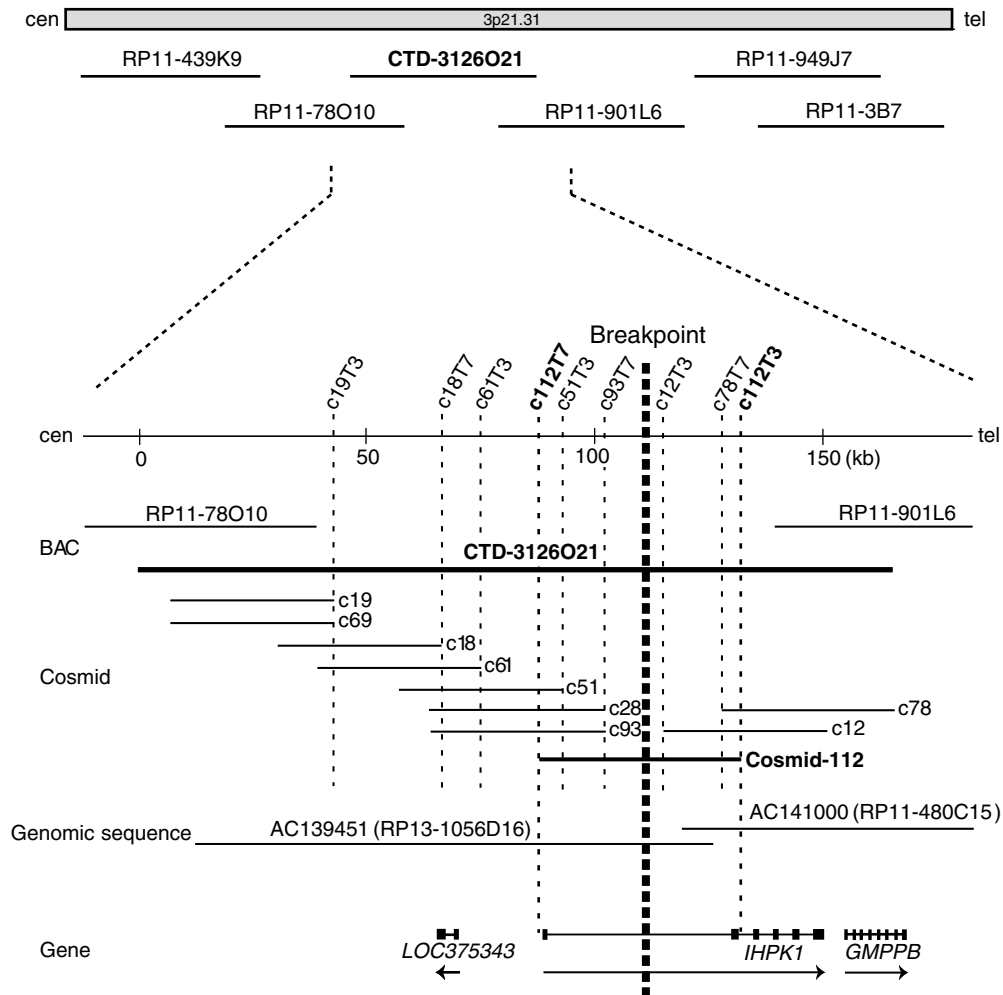 cen 3p21.31 tel
RP11-439K9 CTD-3126O21 RP11-949J7
RP11-78O10 RP11-901L6 RP11-3B7
Breakpoint
c19T3 c18T7 c61T3 c112T7 c51T3 c93T7 c12T3 c78T7 c112T3
cen tel
0 50 100 150 (kb)
RP11-78O10 RP11-901L6
BAC
CTD-3126O21
c19
c69
c18
c61
Cosmid
c51
c28 c78
c93 c12
Cosmid-112
AC141000 (RP11-480C15)
Genomic sequence AC139451 (RP13-1056D16)
Gene
LOC375343 IHPK1 GMPPB